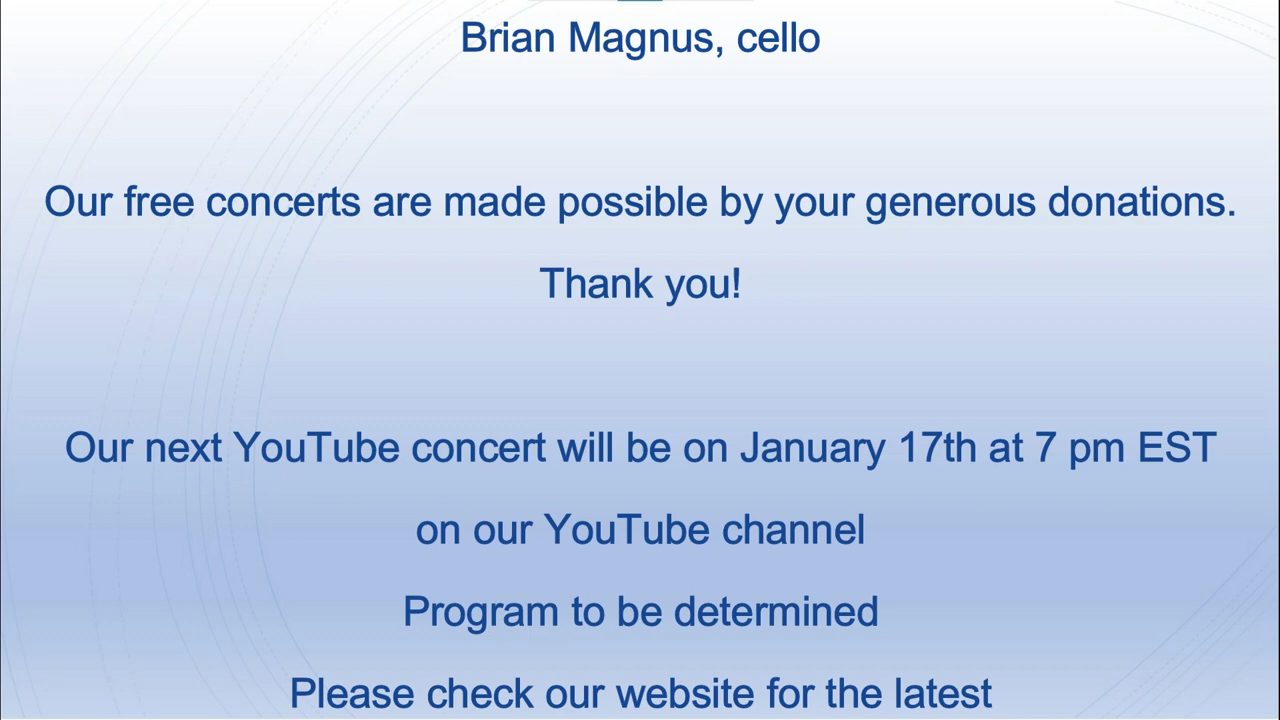 Brian Magnus, cello
Our free concerts are made possible by your generous donations.
Thank you!
Our next YouTube concert will be on January 17th at 7 pm EST
on our YouTube channel
Program to be determined
Please check our website for the latest